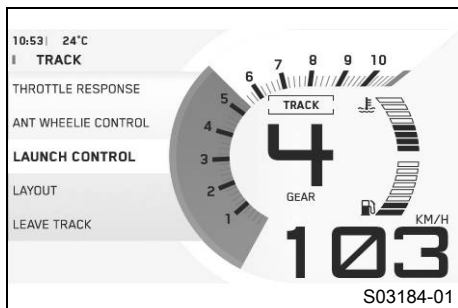 10:53| 24°C
TRACK
THROTTLE RESPONSE
ANT WHEELIE CONTROL
LAUNCH CONTROL
LAYOUT
LEAVE TRACK
1
2
3
4
5
6
7
8
9
10
TRACK
4
GEAR
KM/H
103
S03184-01